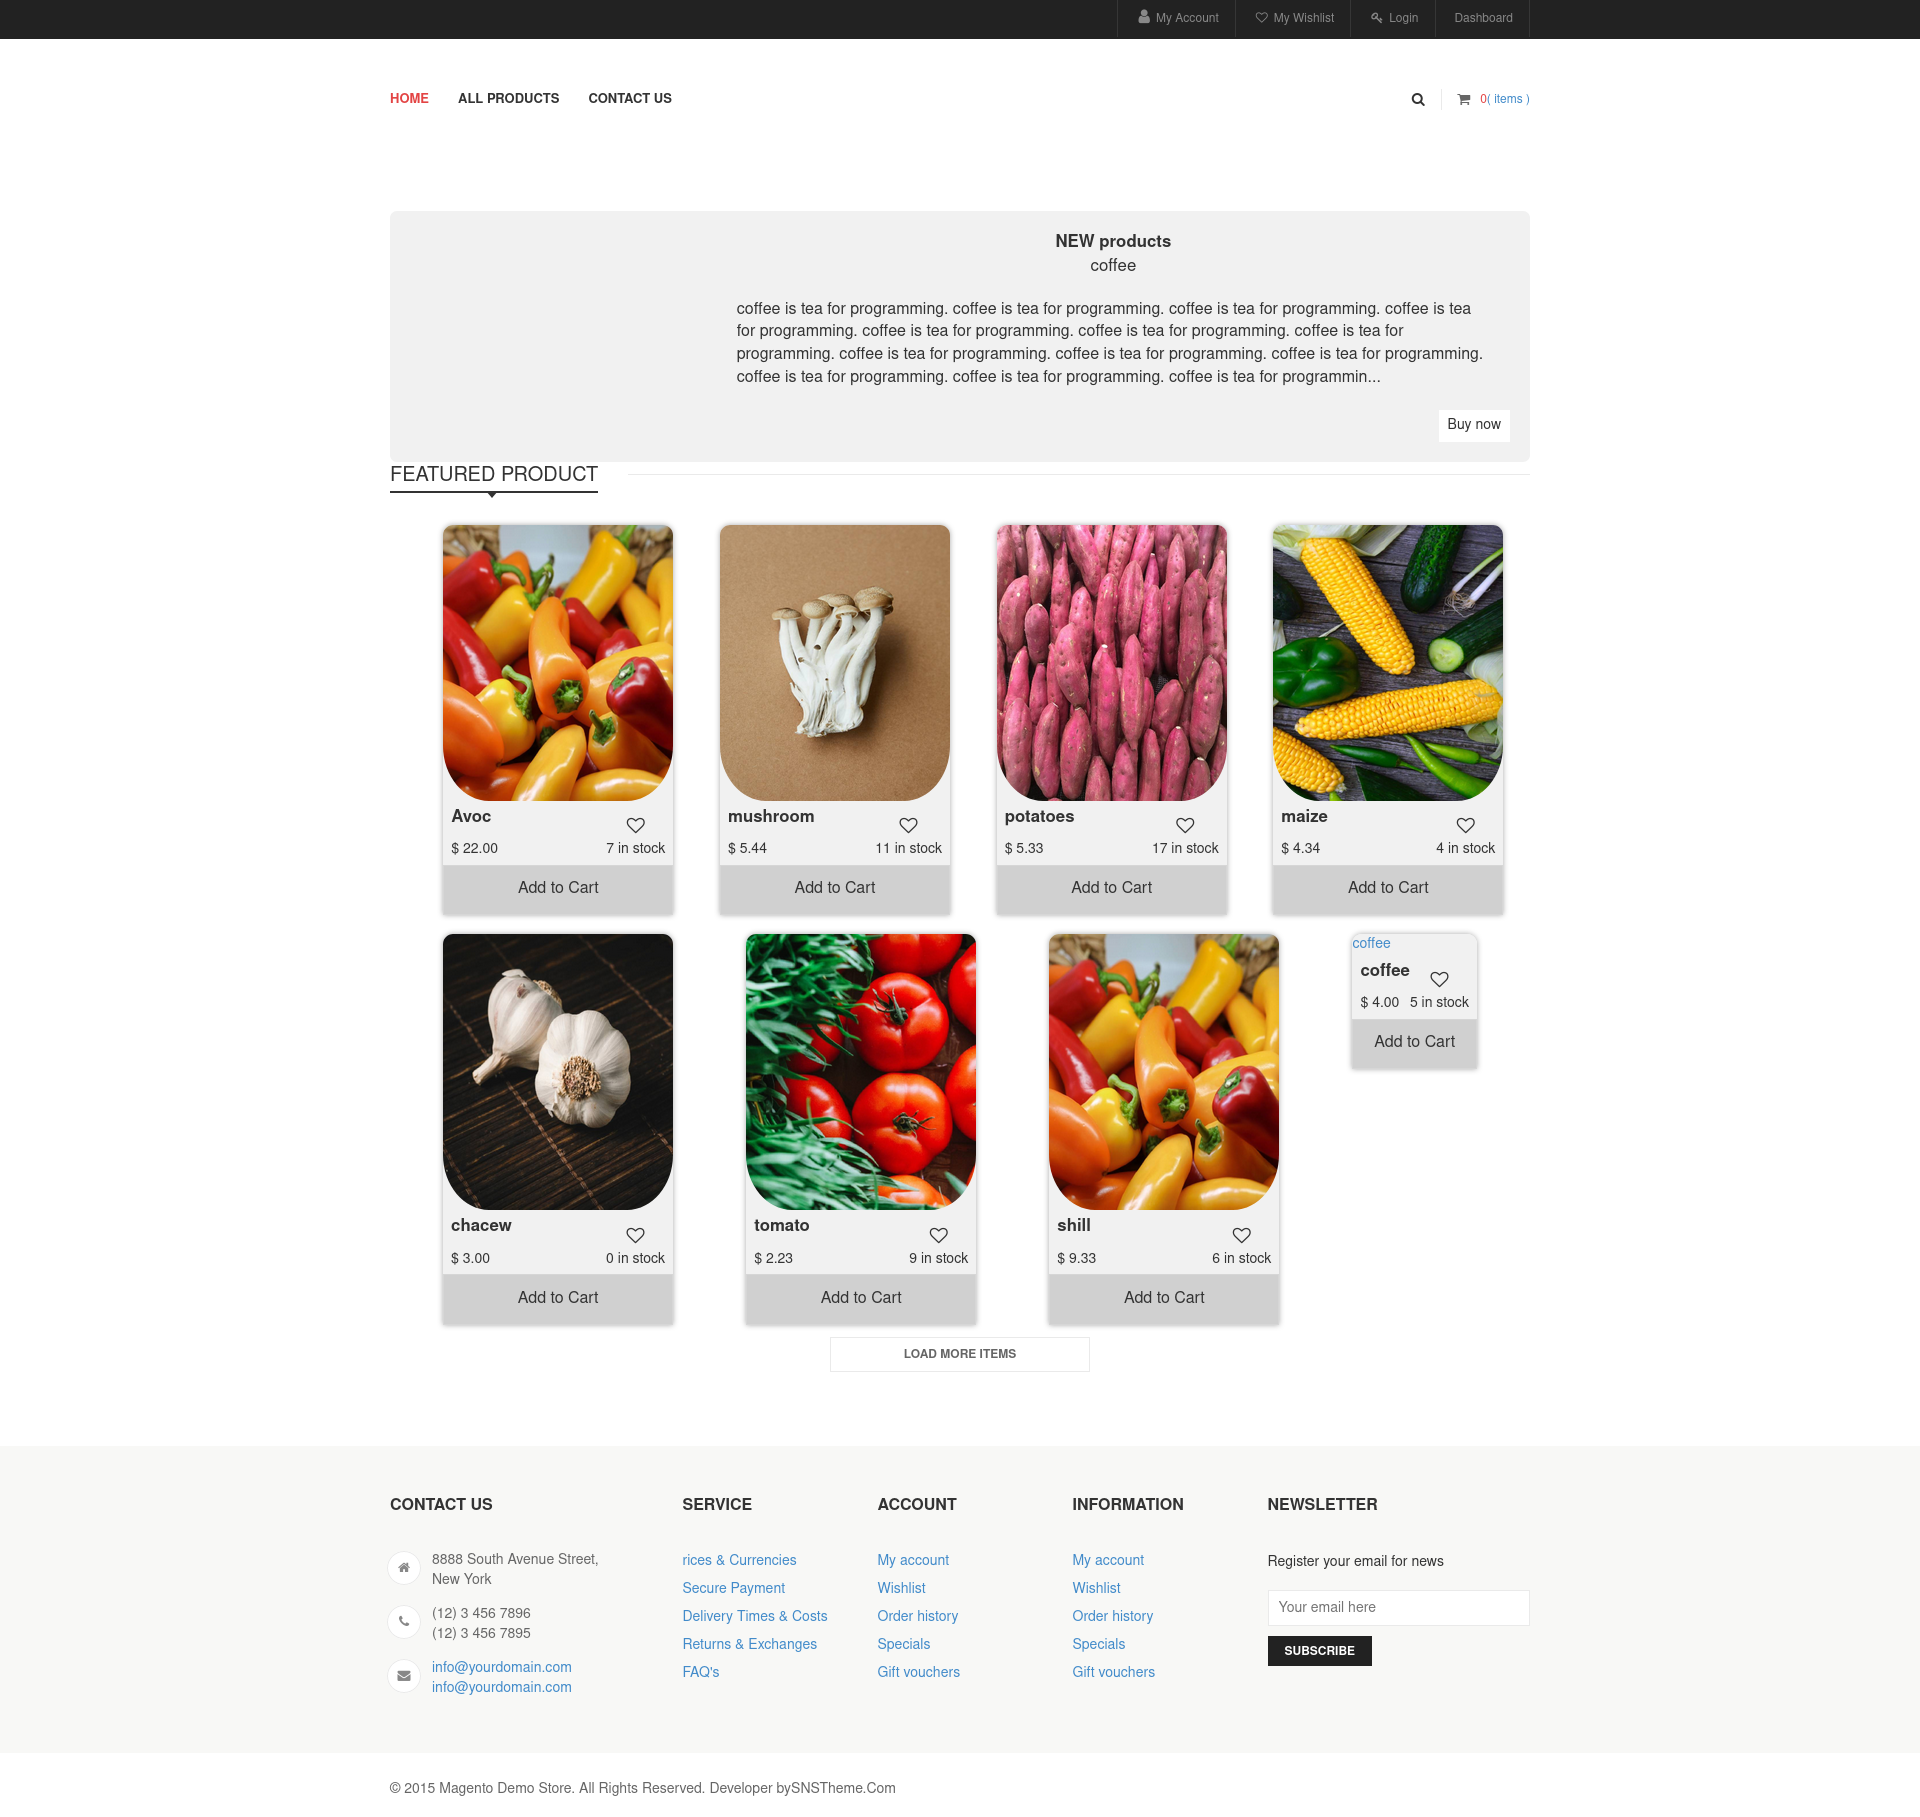 My Account
My Wishlist
Login
Dashboard
HOME
ALL PRODUCTS
CONTACT US
0( items )
NEW products
coffee
coffee is tea for programming. coffee is tea for programming. coffee is tea for programming. coffee is tea
for programming. coffee is tea for programming. coffee is tea for programming. coffee is tea for
programming. coffee is tea for programming. coffee is tea for programming. coffee is tea for programming.
coffee is tea for programming. coffee is tea for programming. coffee is tea for programmin...
Buy now
FEATURED PRODUCT
Avoc
$ 22.00
7 in stock
Add to Cart
mushroom
$ 5.44
11 in stock
Add to Cart
potatoes
$ 5.33
17 in stock
Add to Cart
maize
$ 4.34
4 in stock
Add to Cart
chacew
$ 3.00
0 in stock
Add to Cart
tomato
$ 2.23
9 in stock
Add to Cart
shill
$ 9.33
6 in stock
Add to Cart
coffee
coffee
$ 4.00
5 in stock
Add to Cart
LOAD MORE ITEMS
CONTACT US
8888 South Avenue Street,
New York
(12) 3 456 7896
(12) 3 456 7895
info@yourdomain.com
info@yourdomain.com
SERVICE
rices & Currencies
Secure Payment
Delivery Times & Costs
Returns & Exchanges
FAQ's
ACCOUNT
My account
Wishlist
Order history
Specials
Gift vouchers
INFORMATION
My account
Wishlist
Order history
Specials
Gift vouchers
NEWSLETTER
Register your email for news
Your email here
SUBSCRIBE
© 2015 Magento Demo Store. All Rights Reserved. Developer bySNSTheme.Com